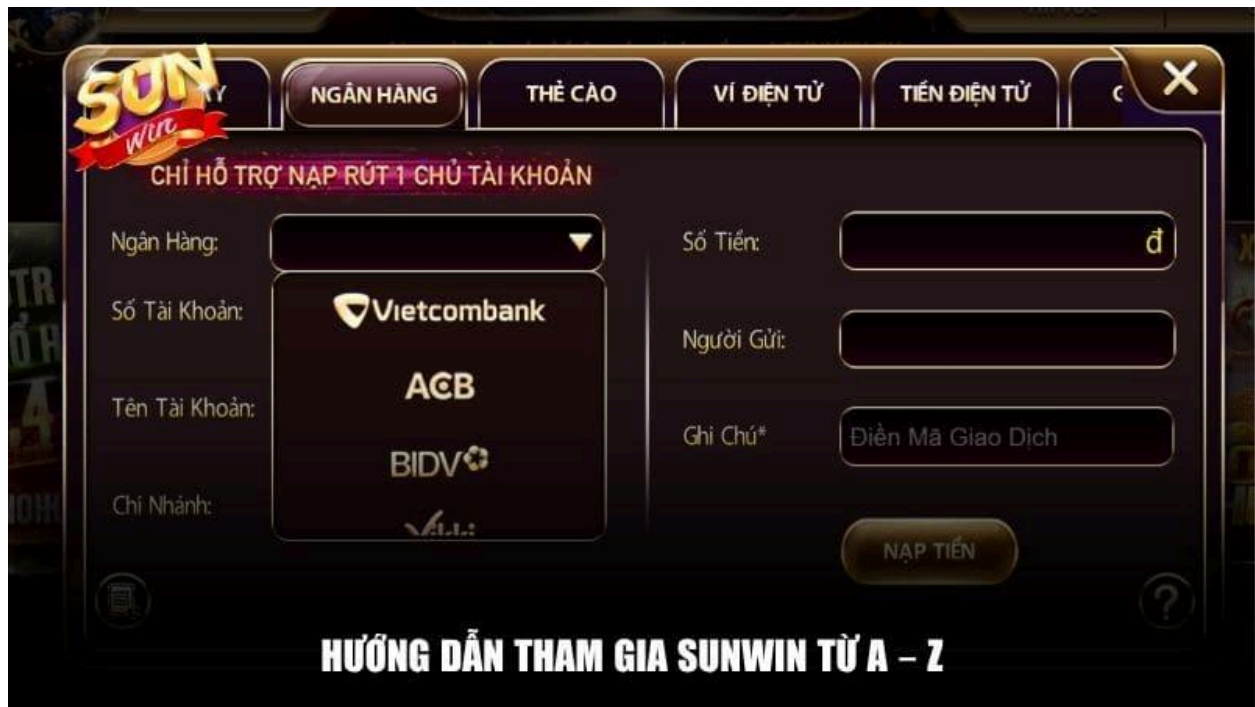 SUN
Win
NGÂN HÀNG
THẺ CÀO
VÍ ĐIỆN TỬ
TIỀN ĐIỆN TỬ
CHỈ HỖ TRỢ NẠP RÚT 1 CHỦ TÀI KHOẢN
Ngân Hàng:
Vietcombank
ACB
BIDV
Vikki
Số Tài Khoản:
Tên Tài Khoản:
Chi Nhánh:
Số Tiền:
đ
Người Gửi:
Ghi Chú*
Điền Mã Giao Dịch
NẠP TIỀN
?
HƯỚNG DẪN THAM GIA SUNWIN TỪ A – Z